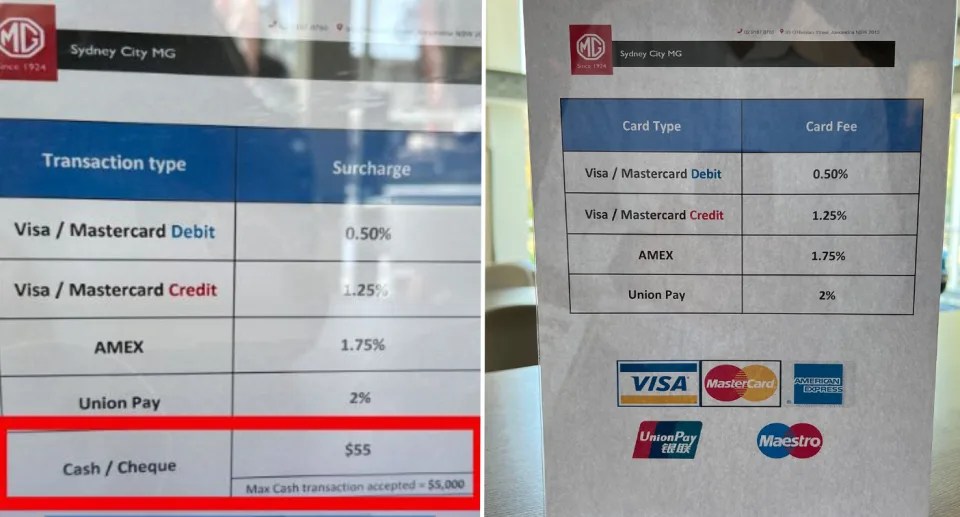 MG
Since 1924
Sydney City MG
Transaction type Surcharge
Visa / Mastercard Debit 0.50%
Visa / Mastercard Credit 1.25%
AMEX 1.75%
Union Pay 2%
Cash / Cheque $55
Max Cash transaction accepted = $5,000
MG
Since 1924
Sydney City MG
Card Type Card Fee
Visa / Mastercard Debit 0.50%
Visa / Mastercard Credit 1.25%
AMEX 1.75%
Union Pay 2%
VISA MasterCard AMERICAN EXPRESS
UnionPay 银联 Maestro